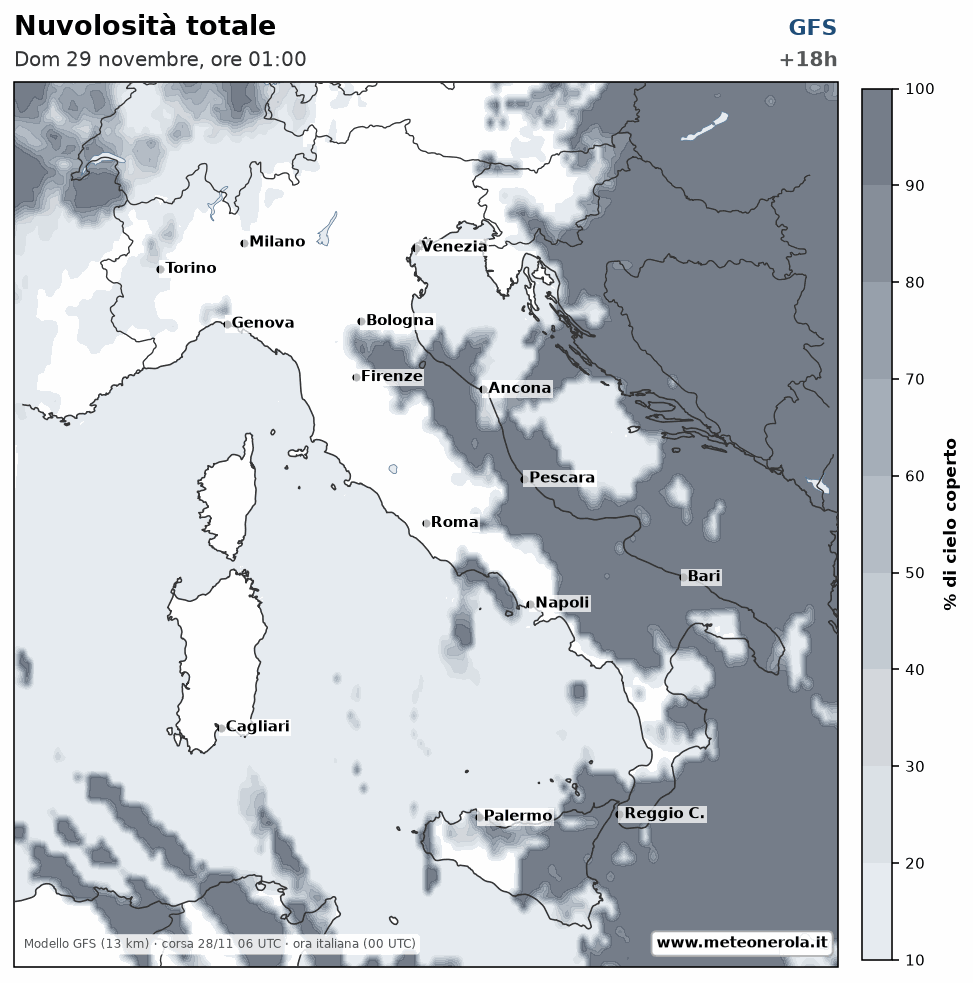 Nuvolosità totale
GFS
Dom 29 novembre, ore 01:00
+18h
100
90
80
70
60
50
40
30
20
10
% di cielo coperto
Milano
Venezia
Torino
Genova
Bologna
Firenze
Ancona
Pescara
Roma
Bari
Napoli
Cagliari
Palermo
Reggio C.
Modello GFS (13 km) · corsa 28/11 06 UTC · ora italiana (00 UTC)
www.meteonerola.it